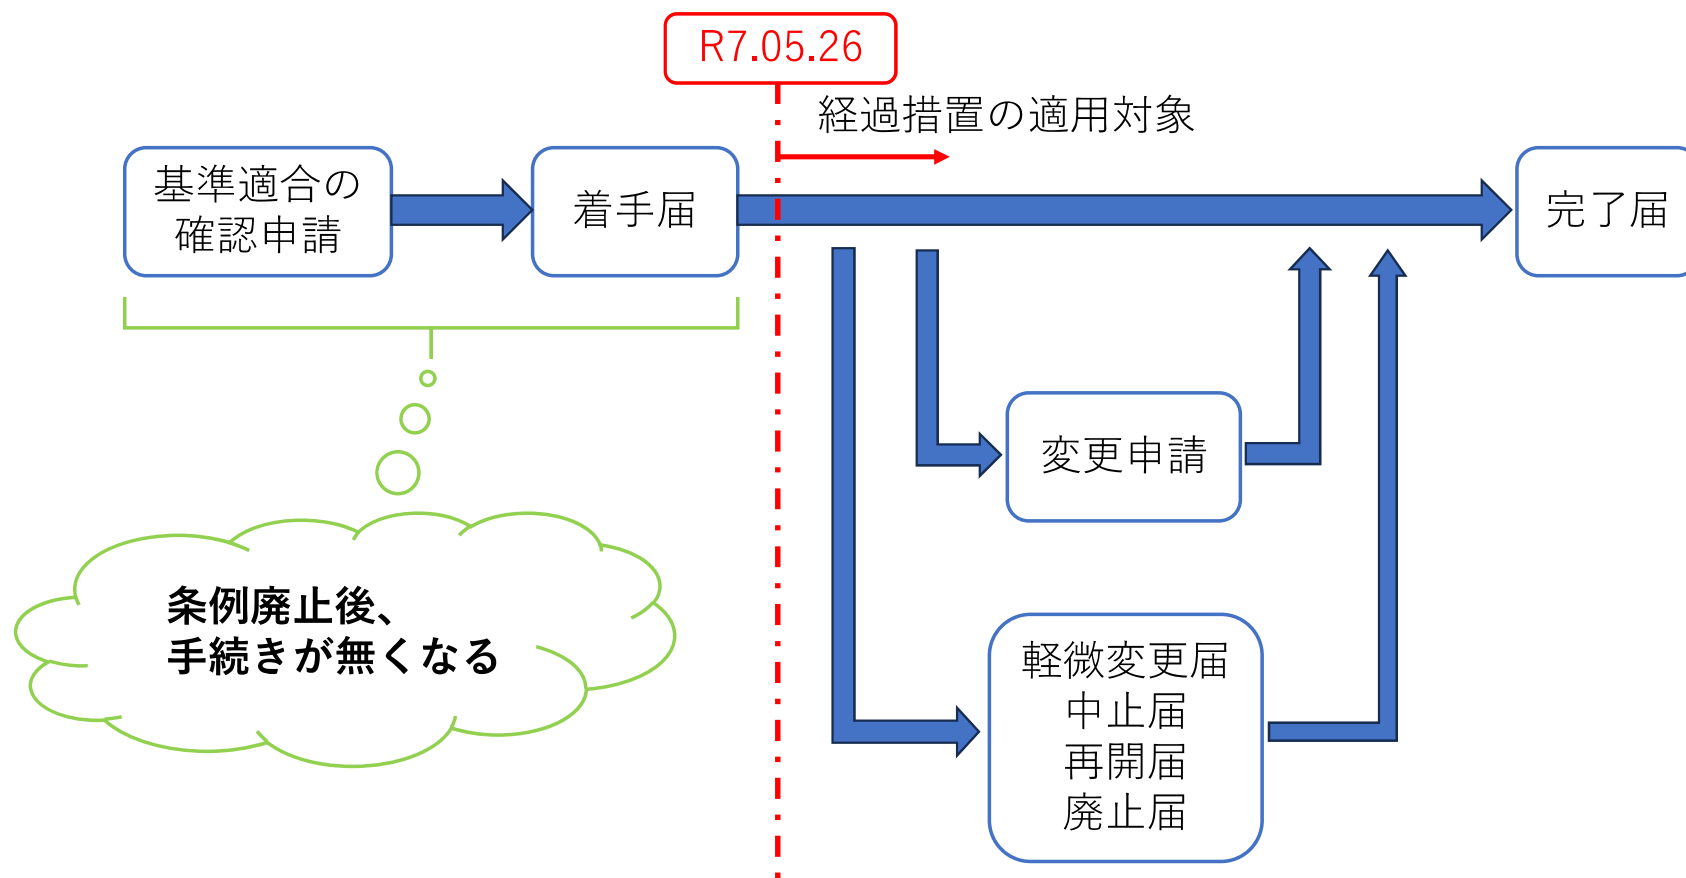 R7.05.26
経過措置の適用対象
基準適合の
確認申請
着手届
完了届
変更申請
条例廃止後、
手続きが無くなる
軽微変更届
中止届
再開届
廃止届